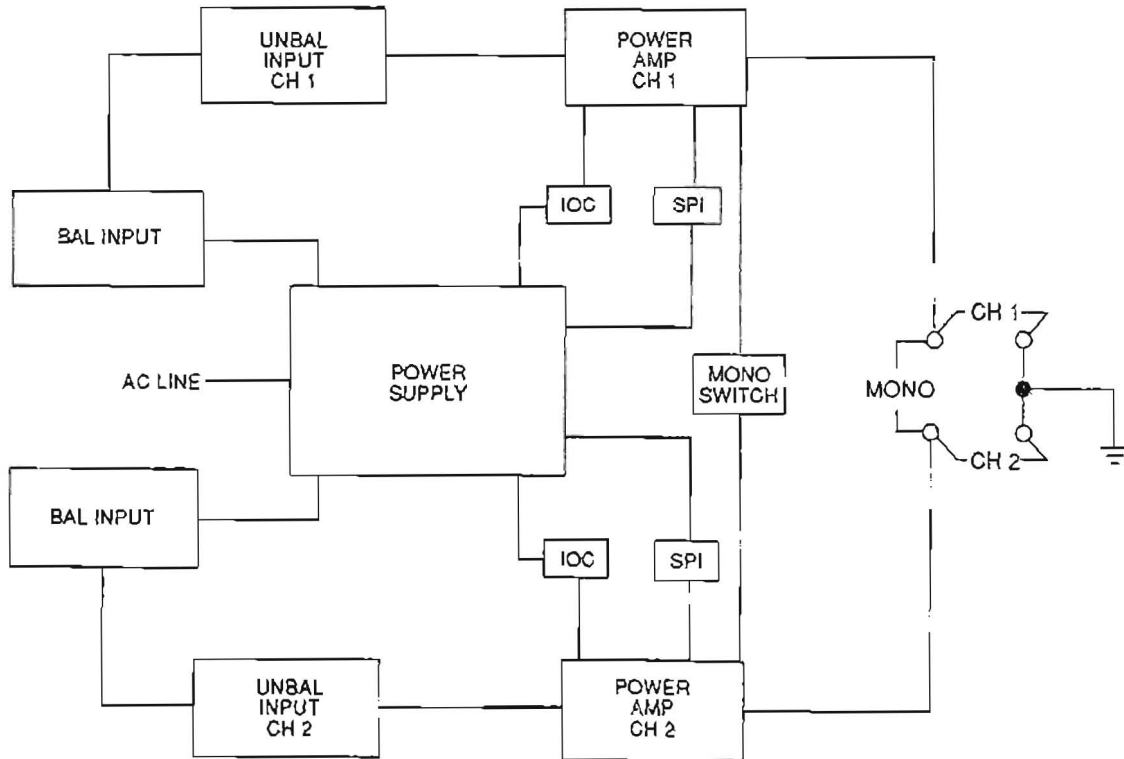 UNBAL
INPUT
CH 1
POWER
AMP
CH 1
IOC
SPI
BAL INPUT
CH 1
AC LINE
POWER
SUPPLY
MONO
SWITCH
MONO
CH 2
BAL INPUT
IOC
SPI
UNBAL
INPUT
CH 2
POWER
AMP
CH 2